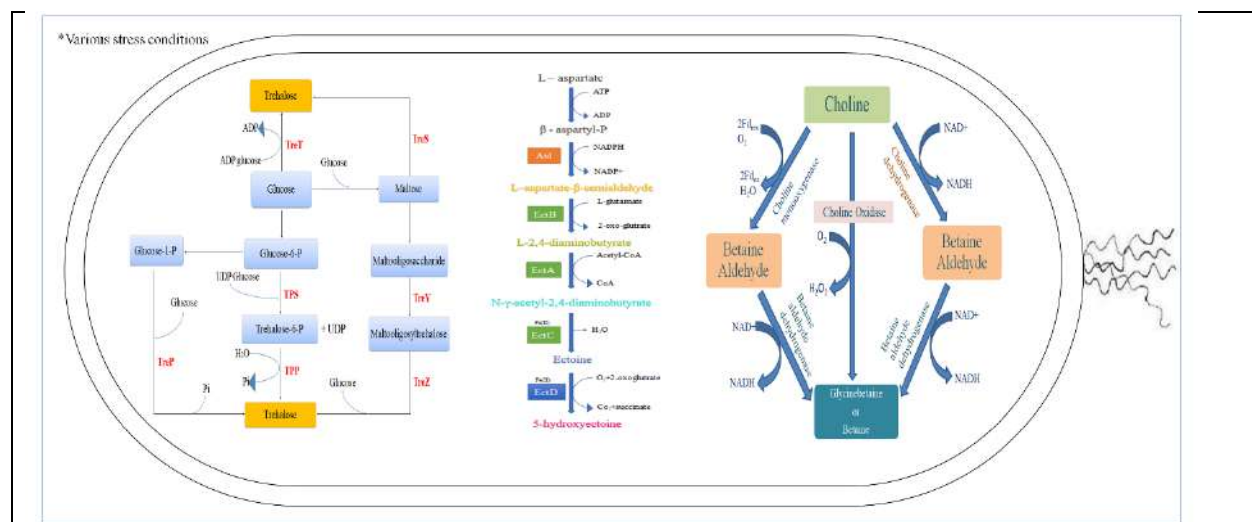 *Various stress conditions
Trehalose
ADP
TreT
ADP glucose
TreS
Glucose
Glucose
Maltose
Glucose-1-P
Glucose-6-P
Maltooligosaccharide
UDP Glucose
TPS
Glucose
TreY
Trehalose-6-P
+ UDP
Maltooligosyltrehalose
H2O
TreP
TPP
Pi
Pi
Glucose
TreZ
Trehalose
L– aspartate
ATP
ADP
β - aspartyl-P
NADPH
Asd
NADP+
L–aspartate-β-semialdehyde
L-glutamate
EctB
2-oxo-glutrate
L-2,4-diaminobutyrate
Acetyl-CoA
EctA
CoA
N-γ-acetyl-2,4-diaminobutyrate
EctC
H2O
Ectoine
O2+2-oxoglutrate
EctD
Co2+succinate
5-hydroxyectoine
Choline
2Fd
O2
NAD+
2Fd
H2O
NADH
Choline
monooxygenase
Choline
dehydrogenase
Choline Oxidase
O2
Betaine
Aldehyde
Betaine
Aldehyde
H2O2
Betaine
aldehyde
dehydrogenase
NAD+
NADH
Betaine
aldehyde
dehydrogenase
NAD+
NADH
Glycinebetaine
or
Betaine